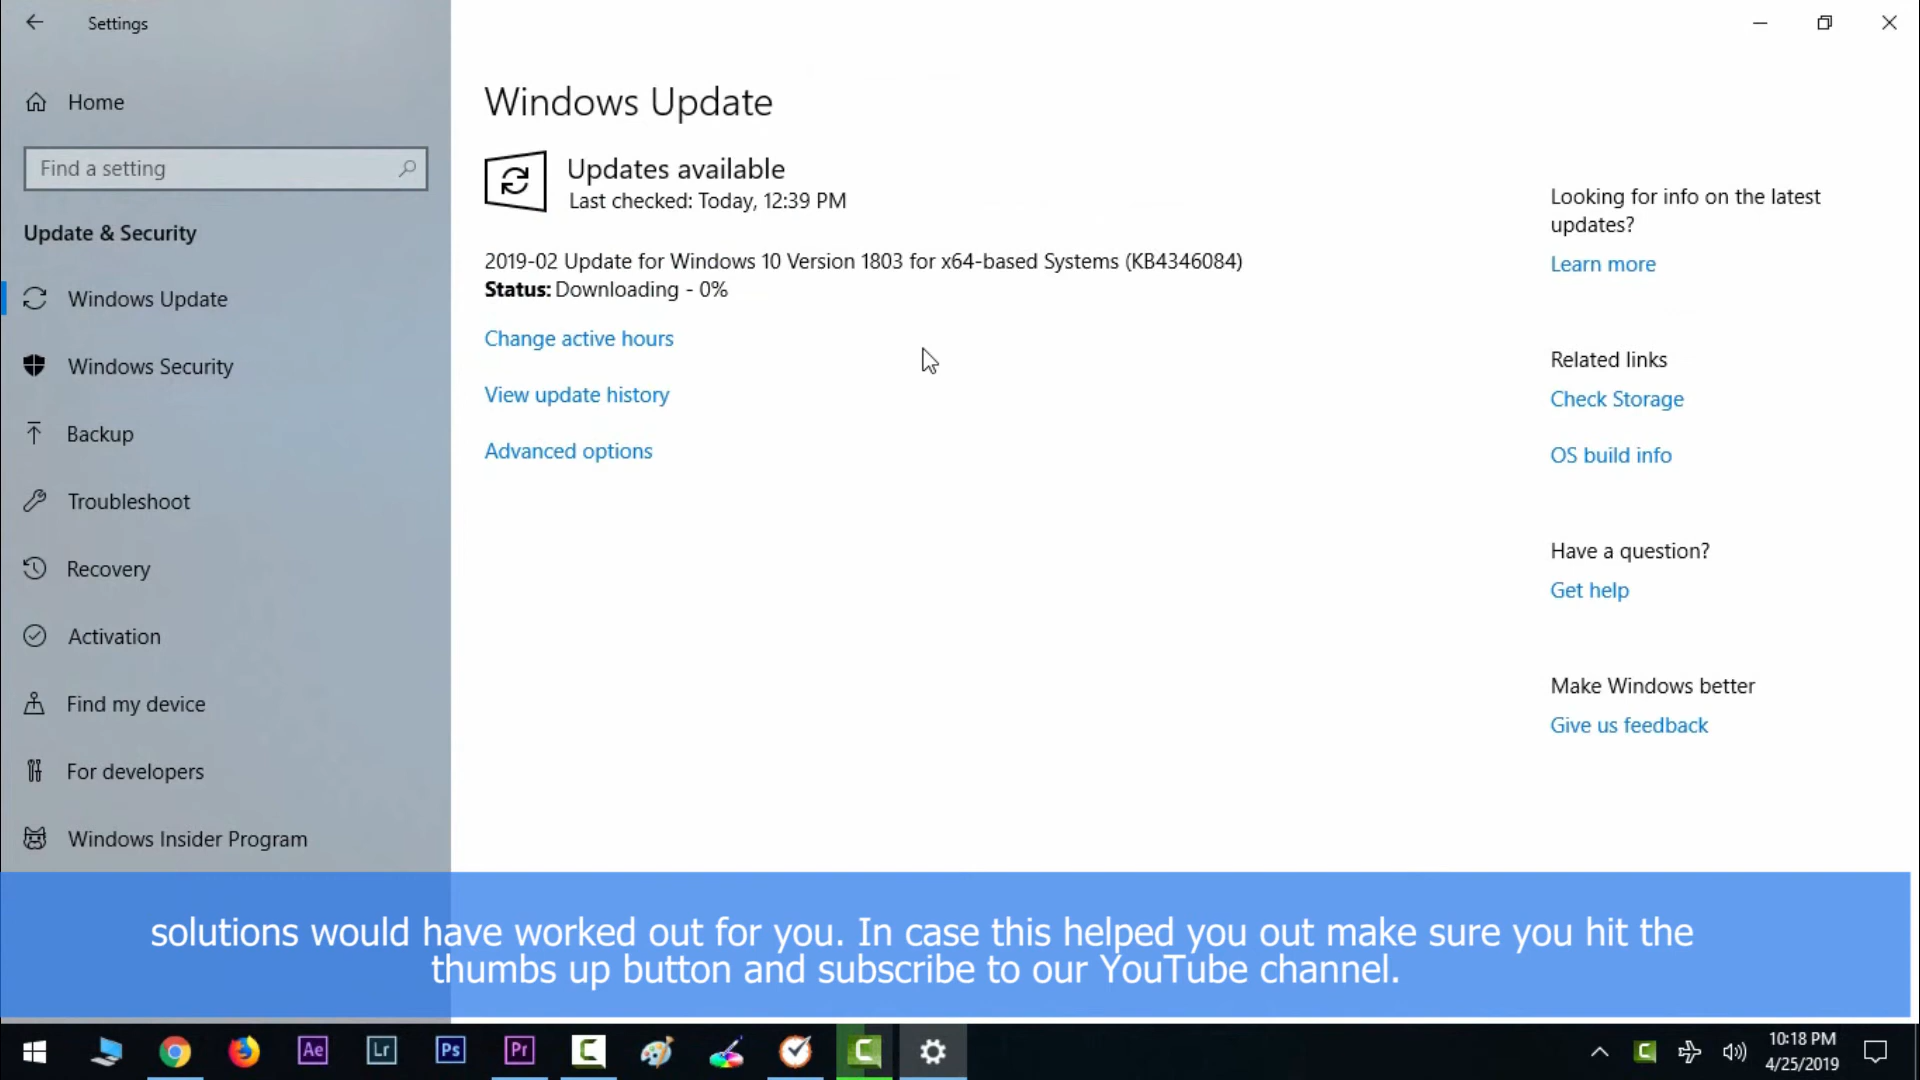 Settings
Home
Find a setting
Update & Security
Windows Update
Windows Security
Backup
Troubleshoot
Recovery
Activation
Find my device
For developers
Windows Insider Program
Windows Update
Updates available
Last checked: Today, 12:39 PM
2019-02 Update for Windows 10 Version 1803 for x64-based Systems (KB4346084)
Status: Downloading - 0%
Change active hours
View update history
Advanced options
Looking for info on the latest
updates?
Learn more
Related links
Check Storage
OS build info
Have a question?
Get help
Make Windows better
Give us feedback
solutions would have worked out for you. In case this helped you out make sure you hit the
thumbs up button and subscribe to our YouTube channel.
Ae
Lr
Ps
Pr
10:18 PM
4/25/2019